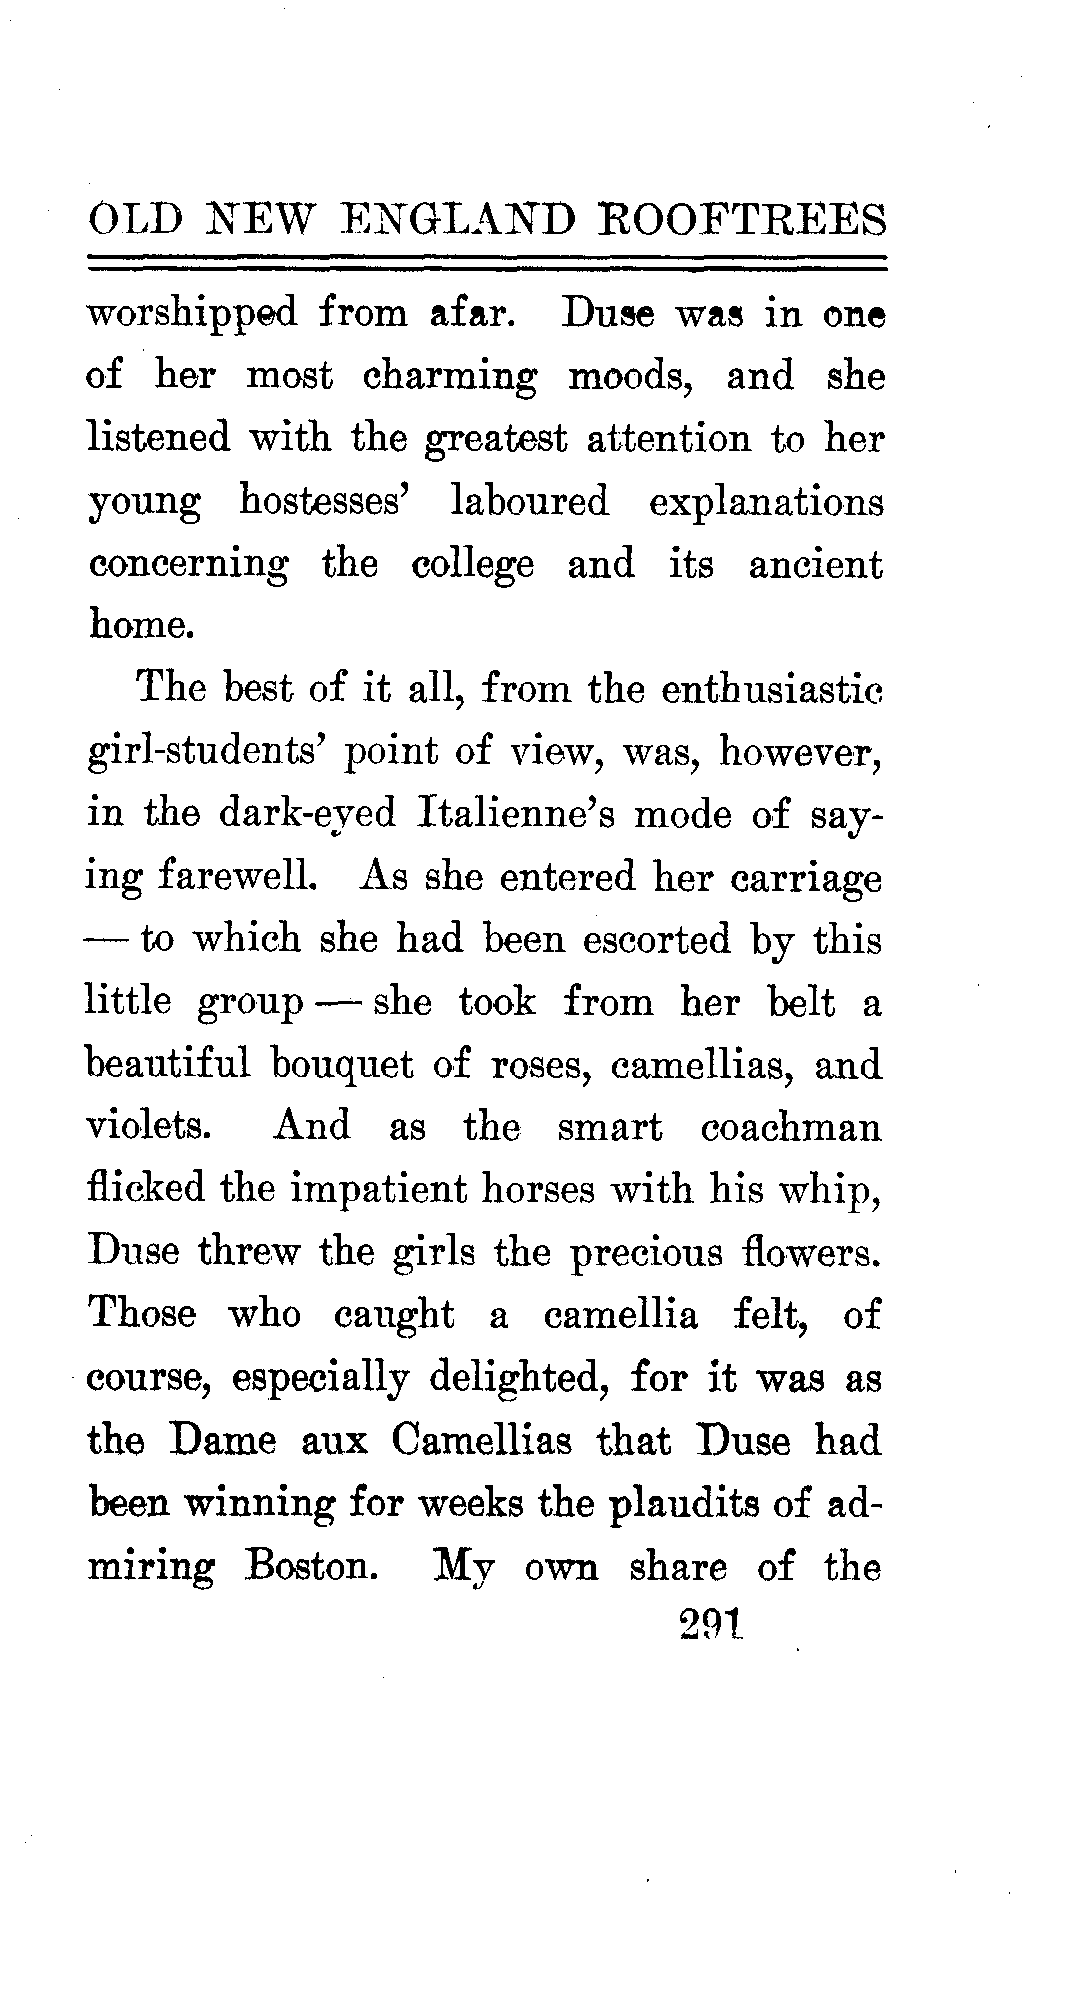 OLD NEW ENGLAND ROOFTREES
worshipped from afar. Duse was in one
of her most charming moods, and she
listened with the greatest attention to her
young hostesses' laboured explanations
concerning the college and its ancient
home.
The best of it all, from the enthusiastic
girl-students' point of view, was, however,
in the dark-eyed Italienne's mode of say-
ing farewell. As she entered her carriage
— to which she had been escorted by this
little group — she took from her belt a
beautiful bouquet of roses, camellias, and
violets. And as the smart coachman
flicked the impatient horses with his whip,
Duse threw the girls the precious flowers.
Those who caught a camellia felt, of
course, especially delighted, for it was as
the Dame aux Camellias that Duse had
been winning for weeks the plaudits of ad-
miring Boston. My own share of the
291